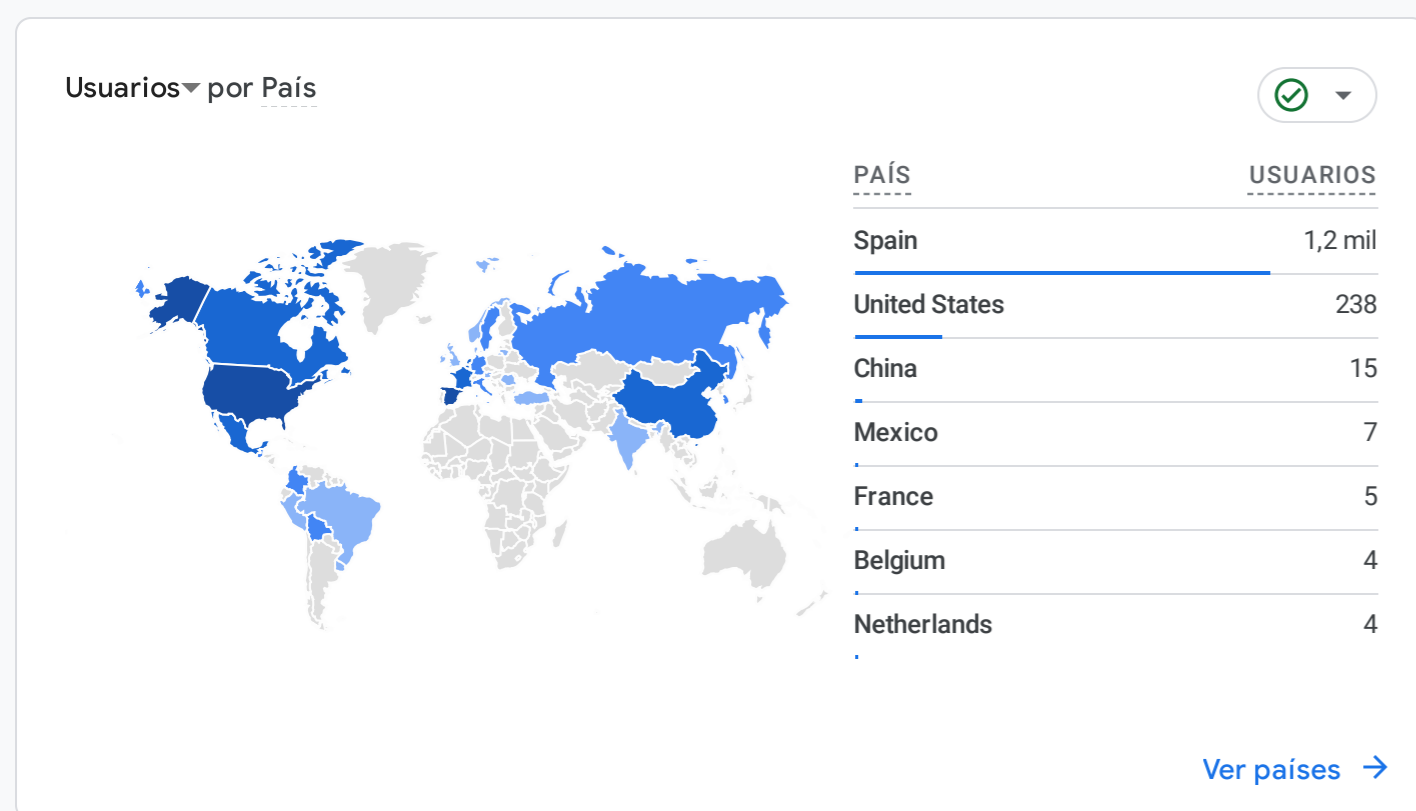 Usuarios por País
PAÍS USUARIOS
Spain 1,2 mil
United States 238
China 15
Mexico 7
France 5
Belgium 4
Netherlands 4
Ver países